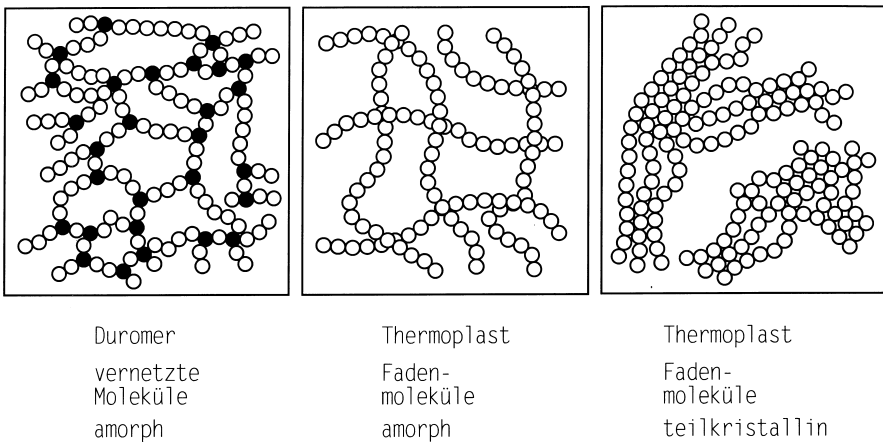 Duromer
vernetzte
Moleküle
amorph
Thermoplast
Faden-
moleküle
amorph
Thermoplast
Faden-
moleküle
teilkristallin